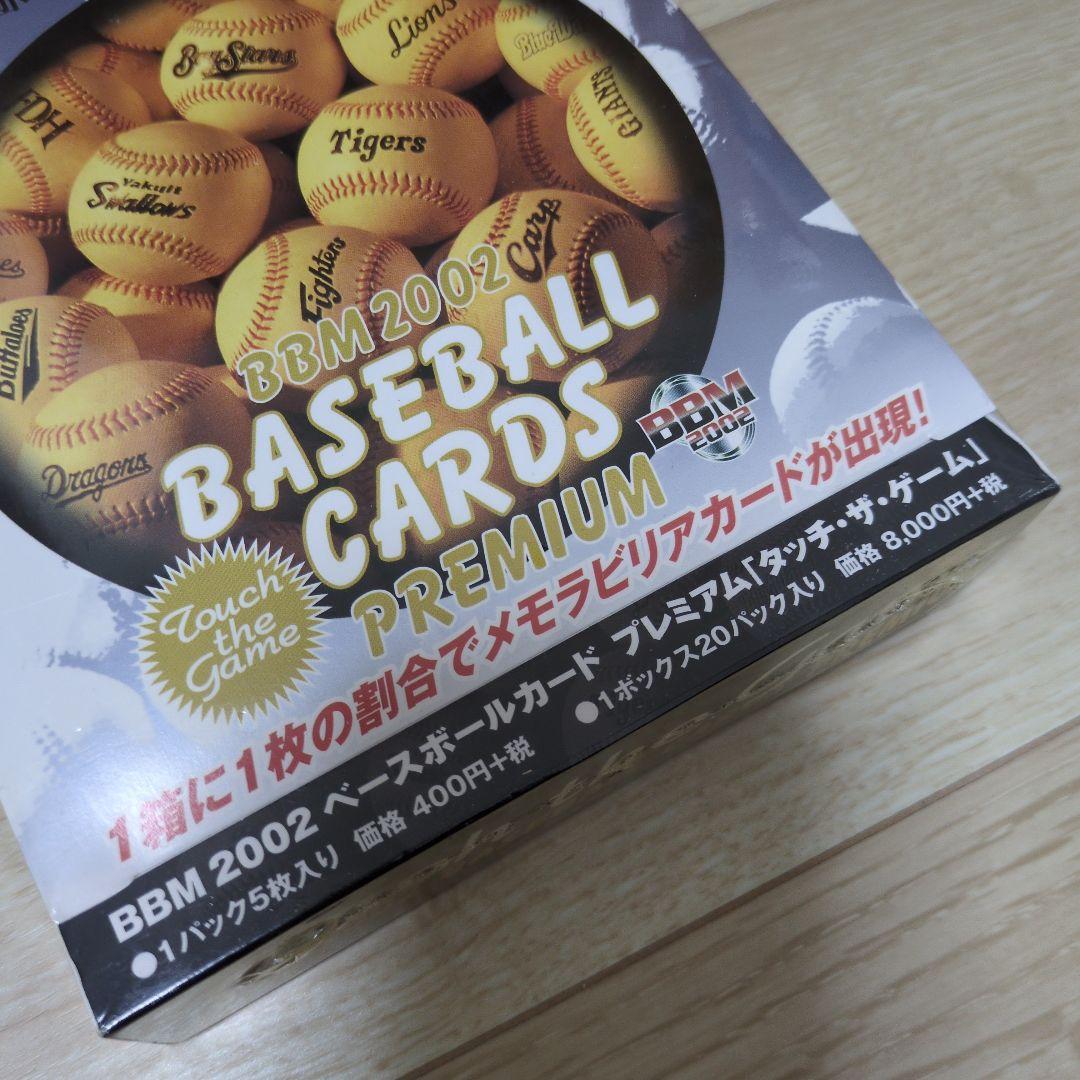 BayStars
Lions
BlueWa
GIANTS
FDH
Tigers
Yakult
Swallows
Carp
Fighters
Buffaloes
Dragons
BBM 2002
BASEBALL
CARDS
PREMIUM
BBM
2002
Touch
the
Game
1箱に1枚の割合でメモラビリアカードが出現!
BBM 2002 ベースボールカード プレミアム「タッチ・ザ・ゲーム」
●1パック5枚入り 価格 400円+税 ●1ボックス20パック入り 価格 8,000円+税